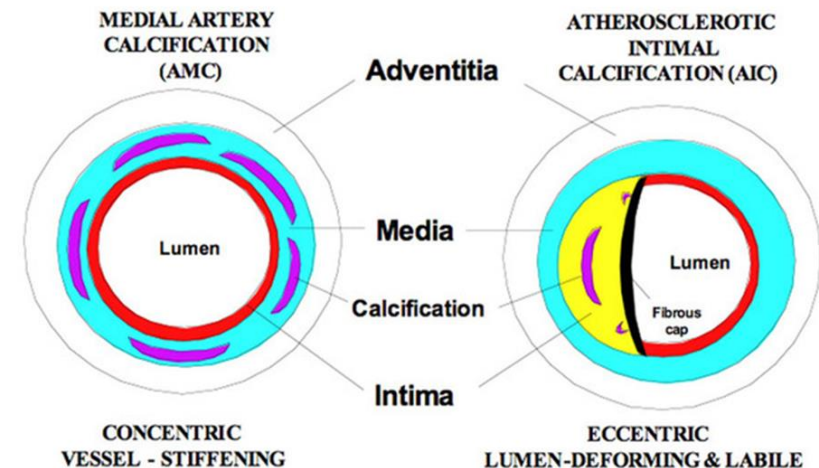 MEDIAL ARTERY
CALCIFICATION
(AMC)
ATHEROSCLEROTIC
INTIMAL
CALCIFICATION (AIC)
Adventitia
Media
Calcification
Intima
Lumen
Lumen
Fibrous
cap
CONCENTRIC
VESSEL - STIFFENING
ECCENTRIC
LUMEN-DEFORMING & LABILE